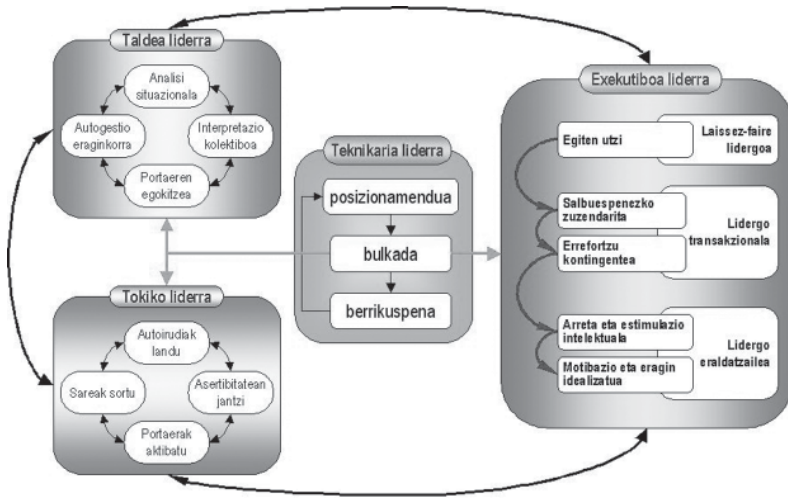 Taldea liderra
Analisi
situazionala
Autogestio
eraginkorra
Interpretazio
kolektiboa
Portaeren
egokitzea
Tokiko liderra
Autoirudiak
landu
Sareak sortu
Asertibitatean
jantzi
Portaerak
aktibatu
Teknikaria liderra
posizionamendua
bulkada
berrikuspena
Exekutiboa liderra
Egiten utzi
Laissez-faire
lidergoa
Salbuespenezko
zuzendarita
Errefortzu
kontingentea
Lidergo
transakzionala
Arreta eta estimulazio
intelektuala
Motibazio eta eragin
idealizatua
Lidergo
eraldatzailea